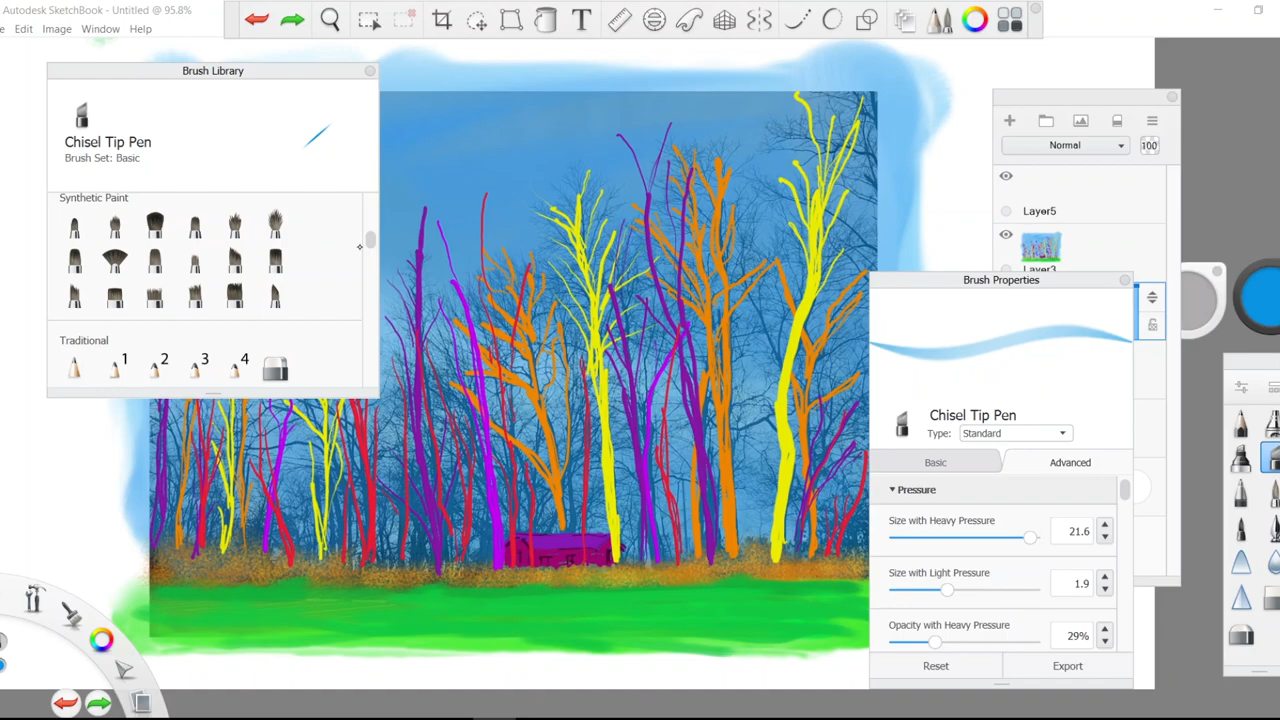 Autodesk SketchBook - Untitled @ 95.8%
e Edit Image Window Help
T
Brush Library
Chisel Tip Pen
Brush Set: Basic
Synthetic Paint
Traditional
1 2 3 4
Normal 100
Layer5
Layer3
Brush Properties
Chisel Tip Pen
Type: Standard
Basic Advanced
Pressure
Size with Heavy Pressure
21.6
Size with Light Pressure
1.9
Opacity with Heavy Pressure
29%
Reset Export